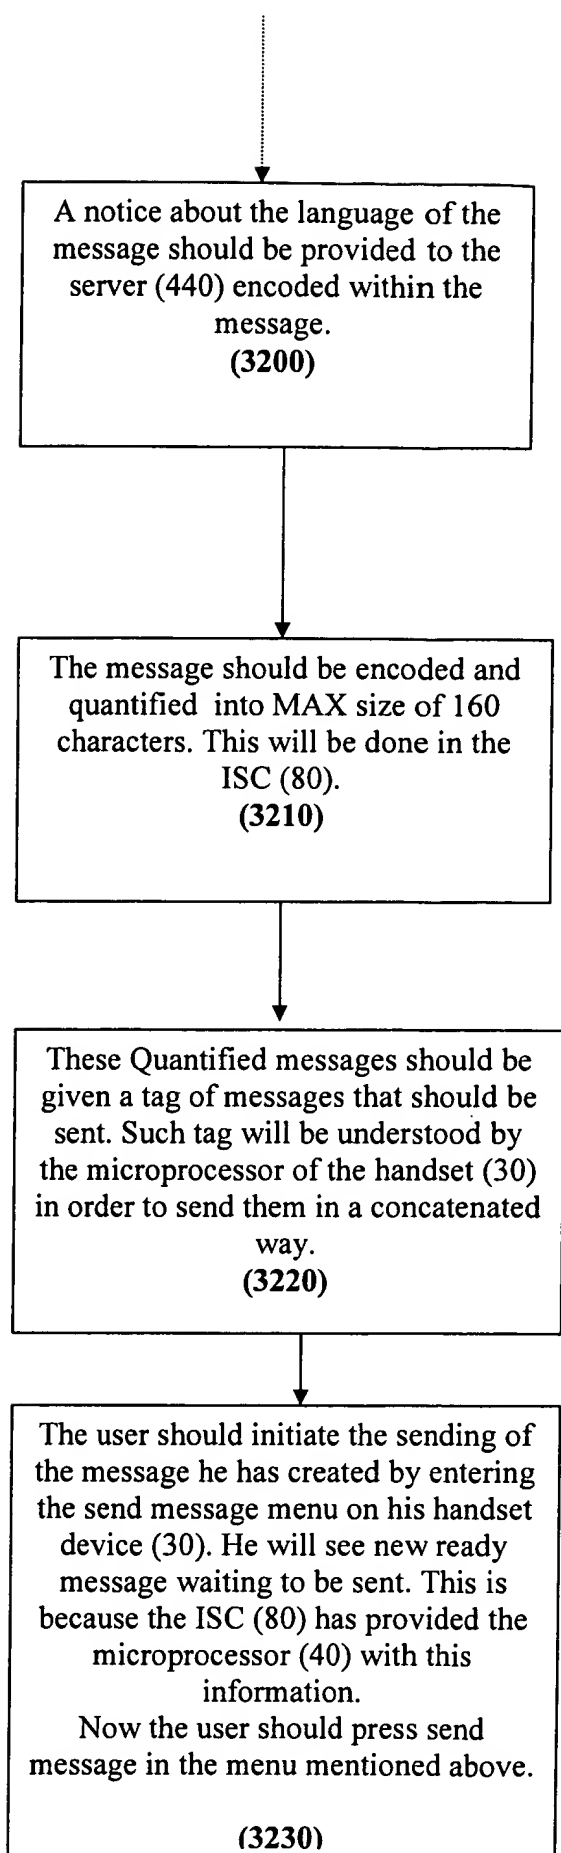 A notice about the language of the
message should be provided to the
server (440) encoded within the
message.
(3200)
The message should be encoded and
quantified into MAX size of 160
characters. This will be done in the
ISC (80).
(3210)
These Quantified messages should be
given a tag of messages that should be
sent. Such tag will be understood by
the microprocessor of the handset (30)
in order to send them in a concatenated
way.
(3220)
The user should initiate the sending of
the message he has created by entering
the send message menu on his handset
device (30). He will see new ready
message waiting to be sent. This is
because the ISC (80) has provided the
microprocessor (40) with this
information.
Now the user should press send
message in the menu mentioned above.
(3230)